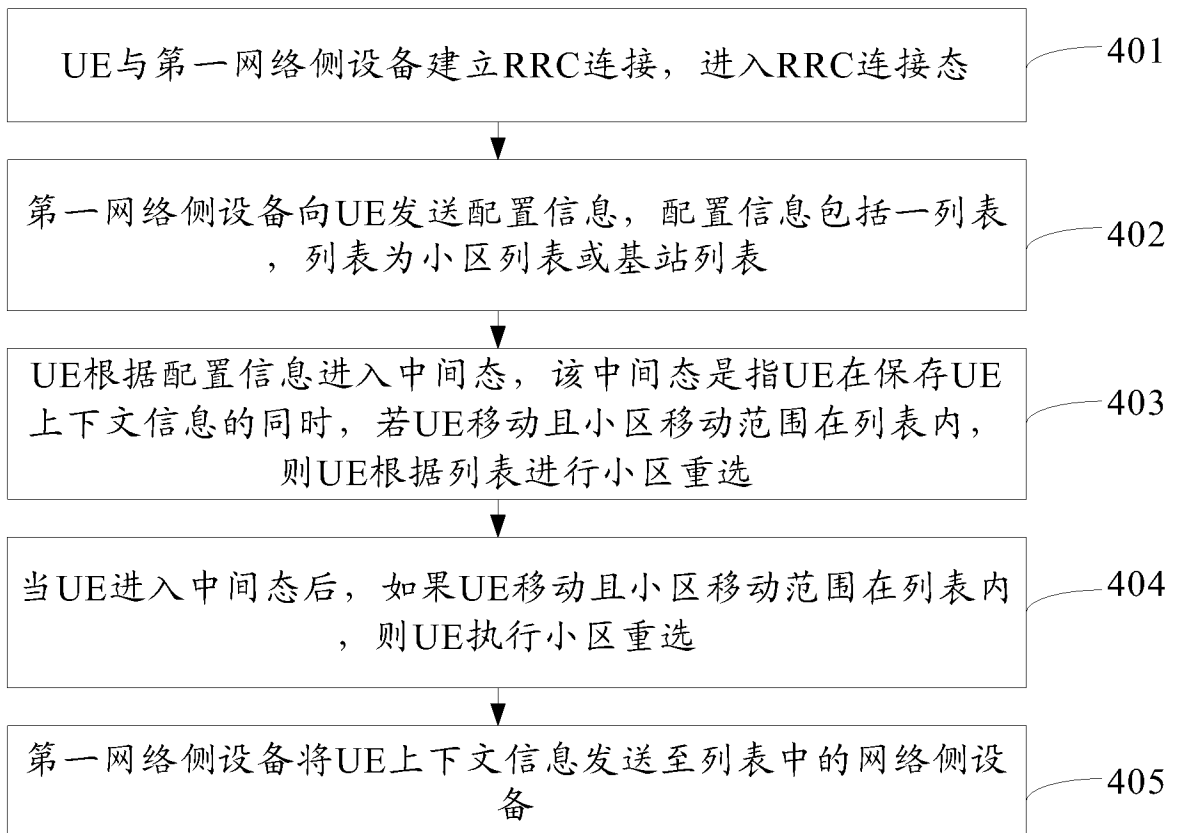 UE与第一网络侧设备建立RRC连接，进入RRC连接态
401
第一网络侧设备向UE发送配置信息，配置信息包括一列表
，列表为小区列表或基站列表
402
UE根据配置信息进入中间态，该中间态是指UE在保存UE
上下文信息的同时，若UE移动且小区移动范围在列表内，
则UE根据列表进行小区重选
403
当UE进入中间态后，如果UE移动且小区移动范围在列表内
，则UE执行小区重选
404
第一网络侧设备将UE上下文信息发送至列表中的网络侧设
备
405